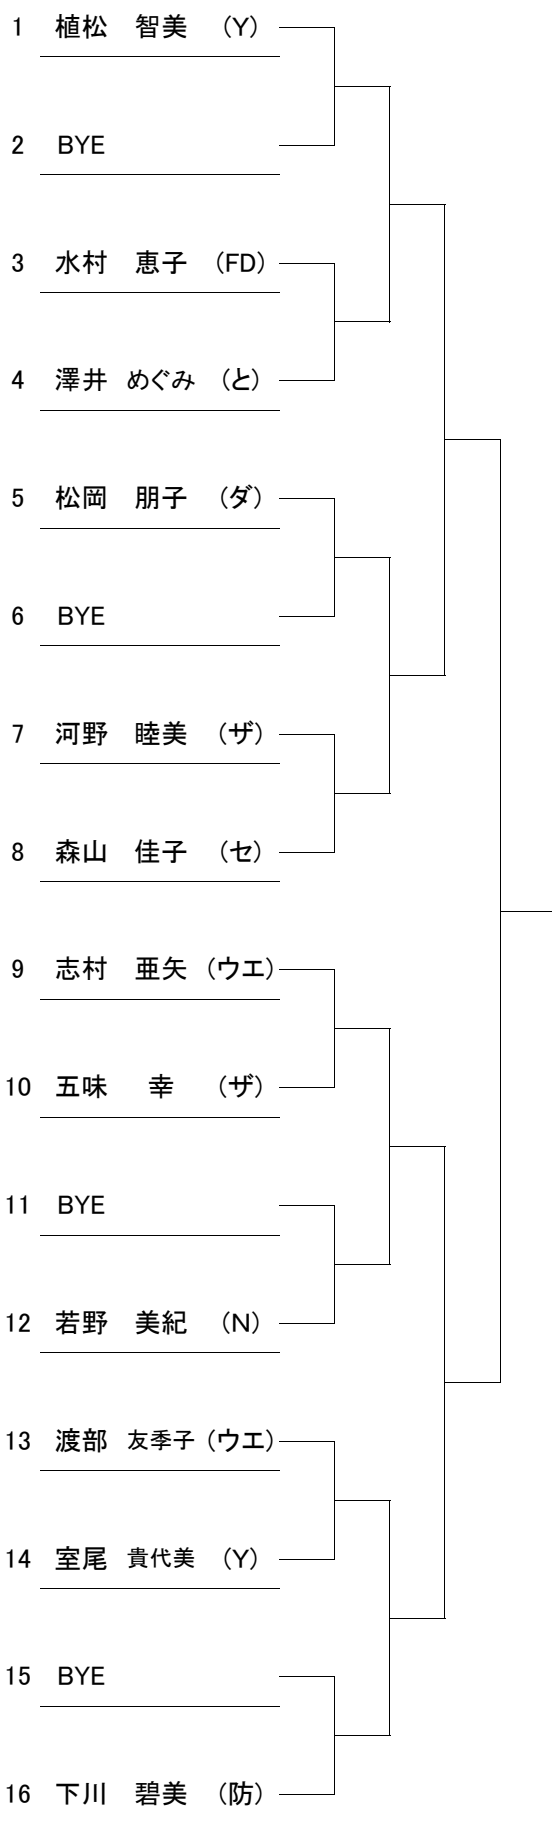 1 植松 智美 (Y)
2 BYE
3 水村 恵子 (FD)
4 澤井 めぐみ (と)
5 松岡 朋子 (ダ)
6 BYE
7 河野 睦美 (ザ)
8 森山 佳子 (セ)
9 志村 亜矢 (ウエ)
10 五味 幸 (ザ)
11 BYE
12 若野 美紀 (N)
13 渡部 友季子 (ウエ)
14 室尾 貴代美 (Y)
15 BYE
16 下川 碧美 (防)